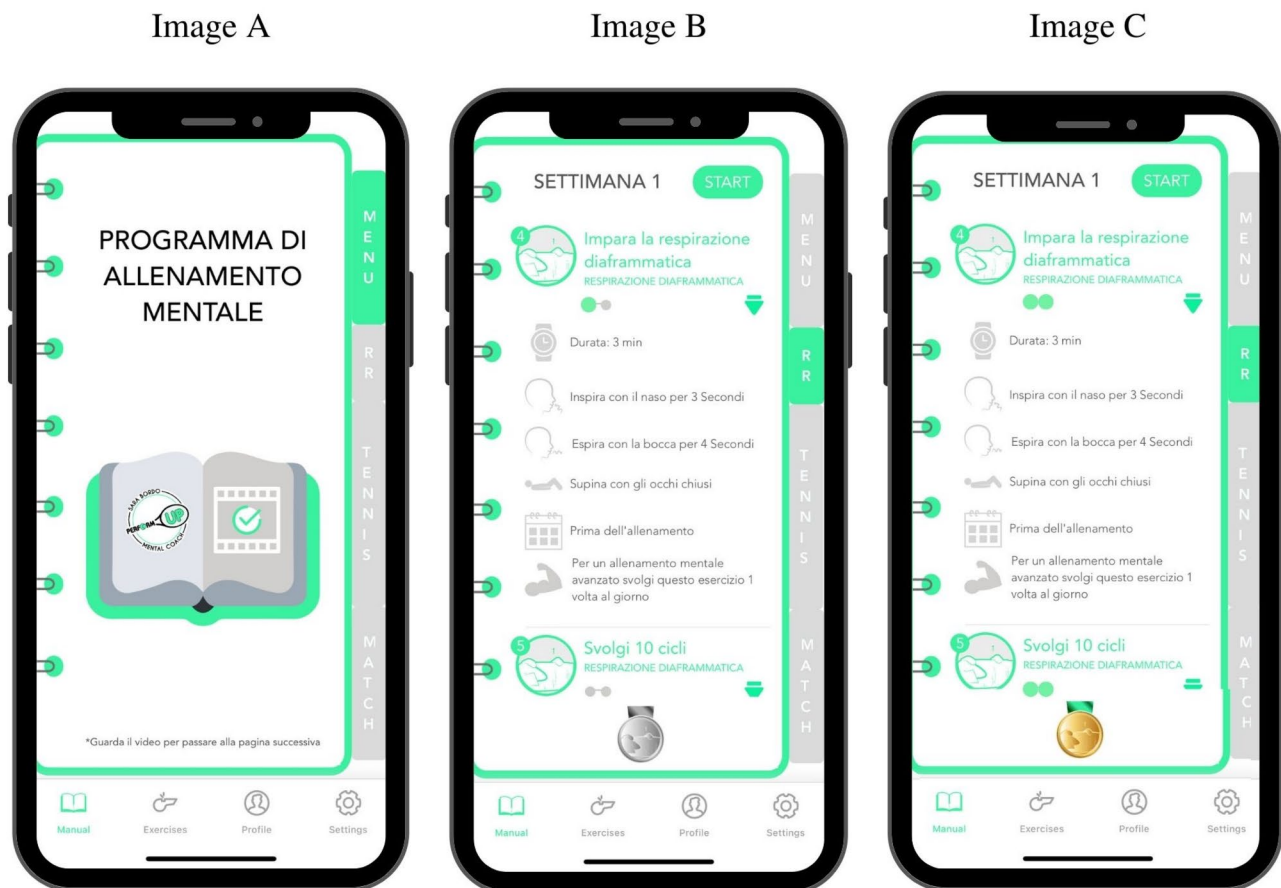 Image A
PROGRAMMA DI
ALLENAMENTO
MENTALE
SARA BORDO
PERFORM UP
MENTAL COACH
*Guarda il video per passare alla pagina successiva
MENU
RR
TENNIS
MATCH
Manual
Exercises
Profile
Settings
Image B
SETTIMANA 1
START
4
Impara la respirazione
diaframmatica
RESPIRAZIONE DIAFRAMMATICA
Durata: 3 min
Inspira con il naso per 3 Secondi
Espira con la bocca per 4 Secondi
Supina con gli occhi chiusi
Prima dell'allenamento
Per un allenamento mentale
avanzato svolgi questo esercizio 1
volta al giorno
5
Svolgi 10 cicli
RESPIRAZIONE DIAFRAMMATICA
MENU
RR
TENNIS
MATCH
Manual
Exercises
Profile
Settings
Image C
SETTIMANA 1
START
4
Impara la respirazione
diaframmatica
RESPIRAZIONE DIAFRAMMATICA
Durata: 3 min
Inspira con il naso per 3 Secondi
Espira con la bocca per 4 Secondi
Supina con gli occhi chiusi
Prima dell'allenamento
Per un allenamento mentale
avanzato svolgi questo esercizio 1
volta al giorno
5
Svolgi 10 cicli
RESPIRAZIONE DIAFRAMMATICA
MENU
RR
TENNIS
MATCH
Manual
Exercises
Profile
Settings